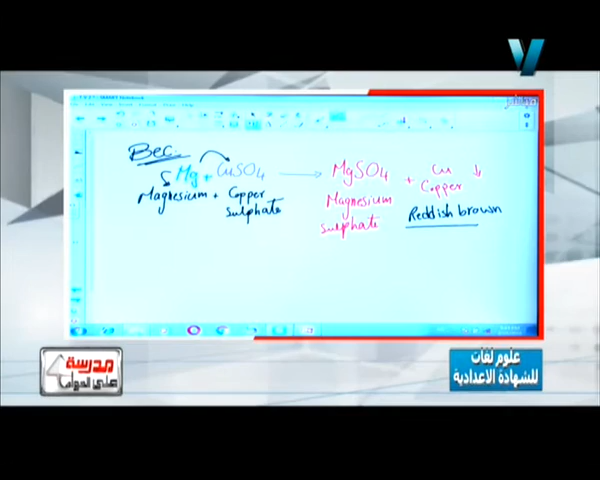 Bec.
Mg + CuSO4 → MgSO4 + Cu ↓
Magnesium + Copper sulphate
Magnesium sulphate
Copper
Reddish brown
مدرسة
على الهواء
علوم لغات
للشهادة الاعدادية